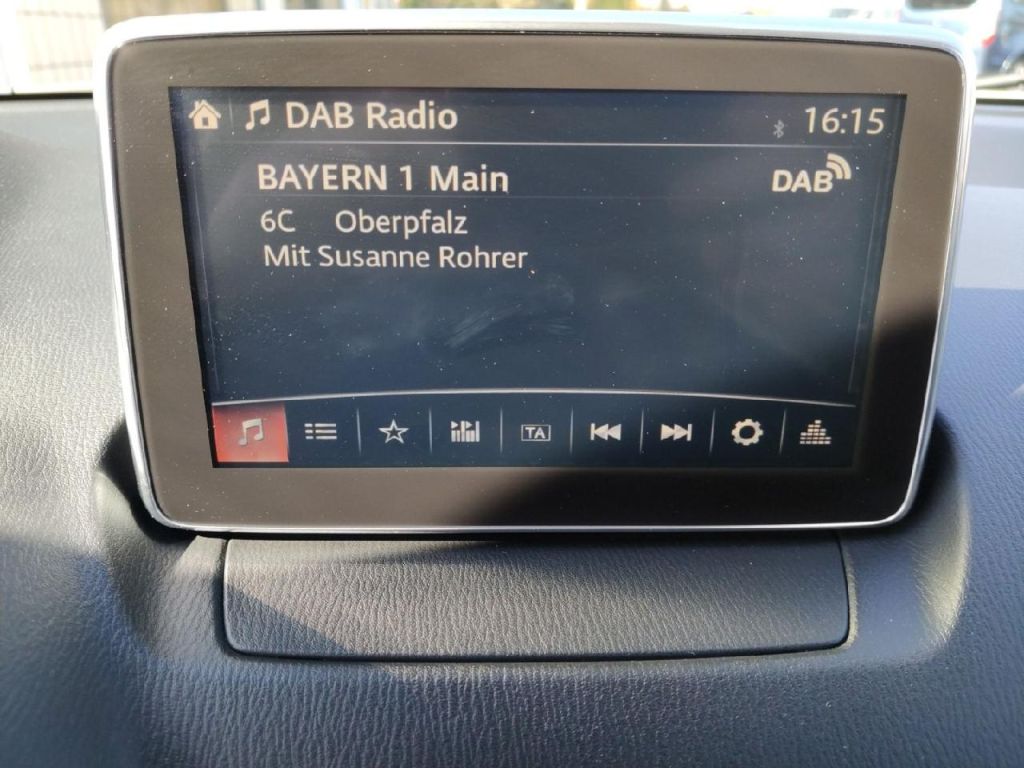 DAB Radio 16:15
BAYERN 1 Main DAB
6C Oberpfalz
Mit Susanne Rohrer
TA